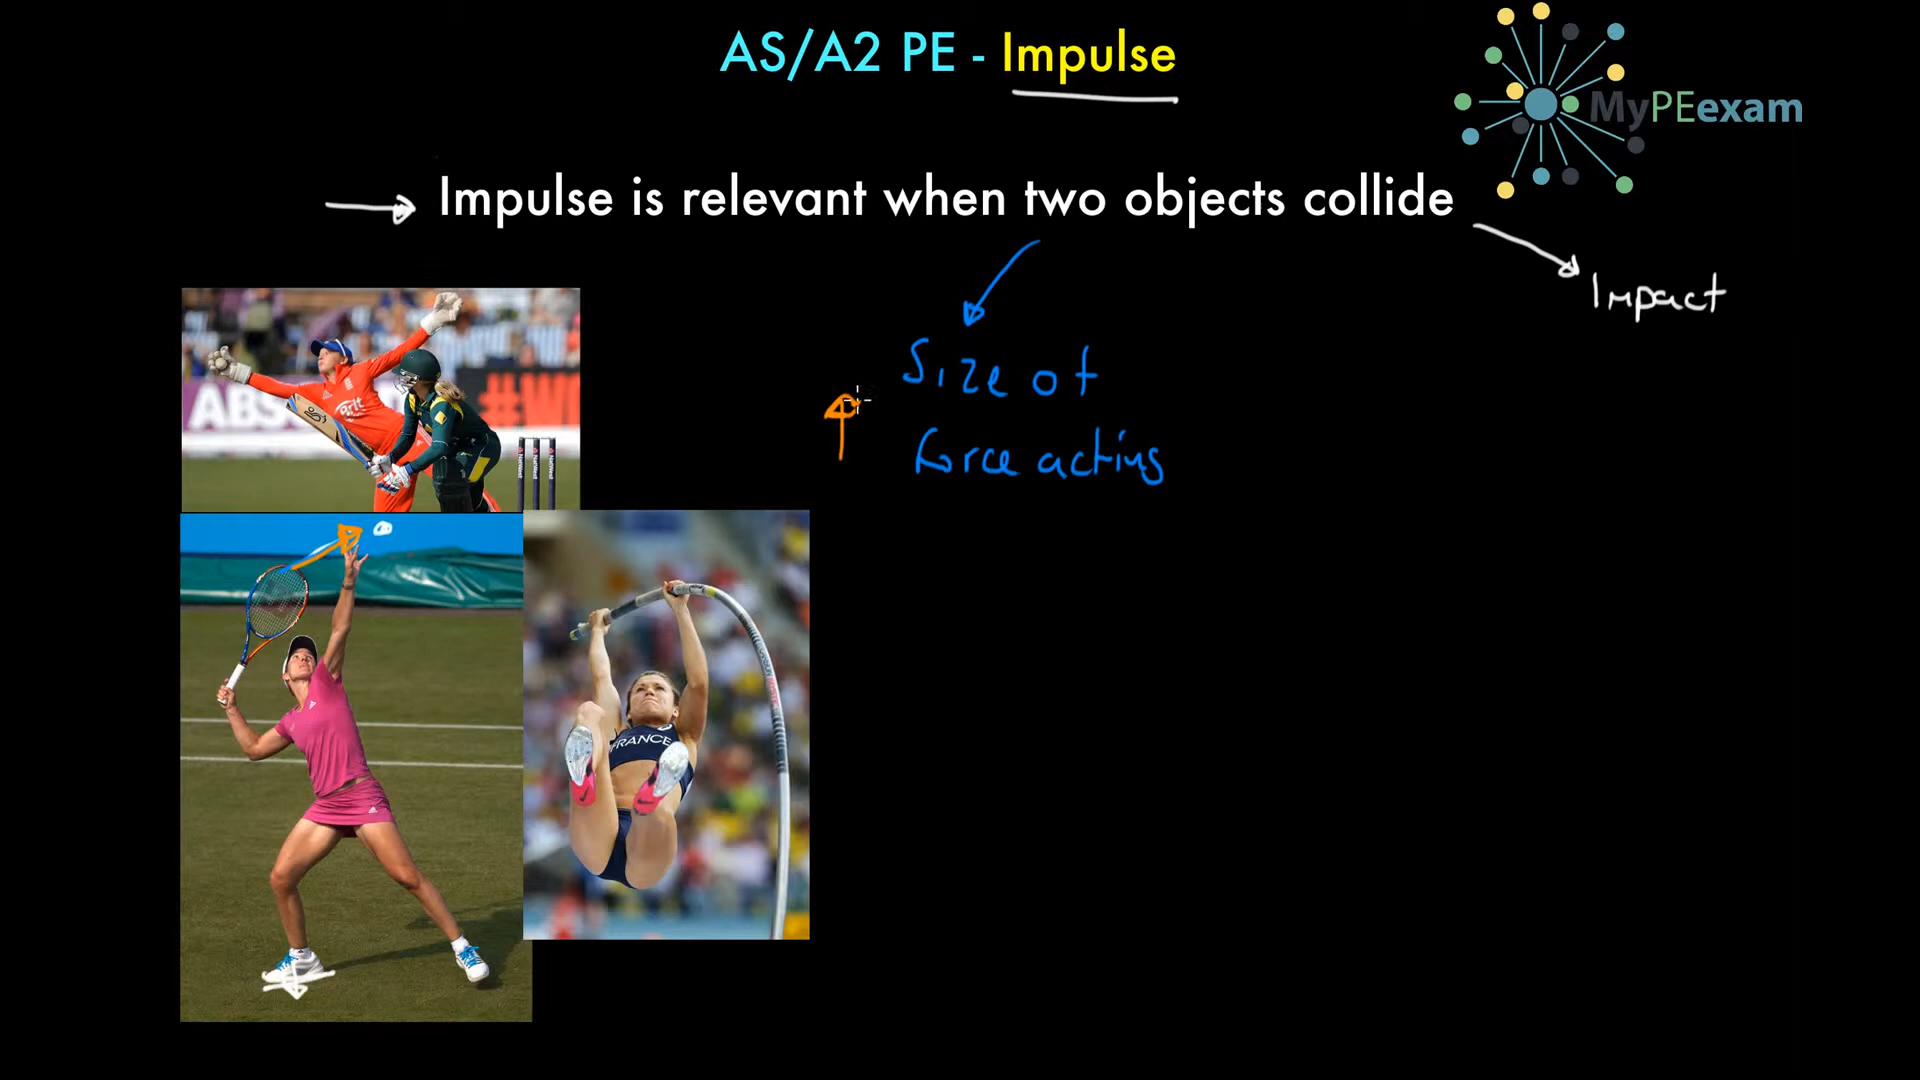 AS/A2 PE - Impulse
MyPEexam
Impulse is relevant when two objects collide
Impact
Size of
force acting
ABS
#W
FRANCE